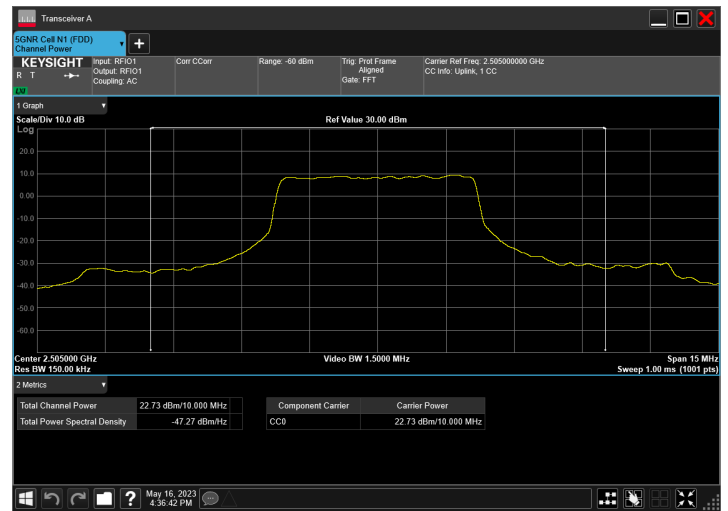 Transceiver A
5GNR Cell N1 (FDD)
Channel Power
KEYSIGHT
R T
LXI
Input: RFIO1
Output: RFIO1
Coupling: AC
Corr CCorr
Range: -60 dBm
Trig: Prot Frame
Aligned
Gate: FFT
Carrier Ref Freq: 2.505000000 GHz
CC Info: Uplink, 1 CC
1 Graph
Scale/Div 10.0 dB
Ref Value 30.00 dBm
Log
20.0
10.0
0.00
-10.0
-20.0
-30.0
-40.0
-50.0
-60.0
Center 2.505000 GHz
Video BW 1.5000 MHz
Span 15 MHz
Res BW 150.00 kHz
Sweep 1.00 ms (1001 pts)
2 Metrics
Total Channel Power 22.73 dBm/10.000 MHz
Total Power Spectral Density -47.27 dBm/Hz
Component Carrier Carrier Power
CC0 22.73 dBm/10.000 MHz
May 16, 2023
4:36:42 PM